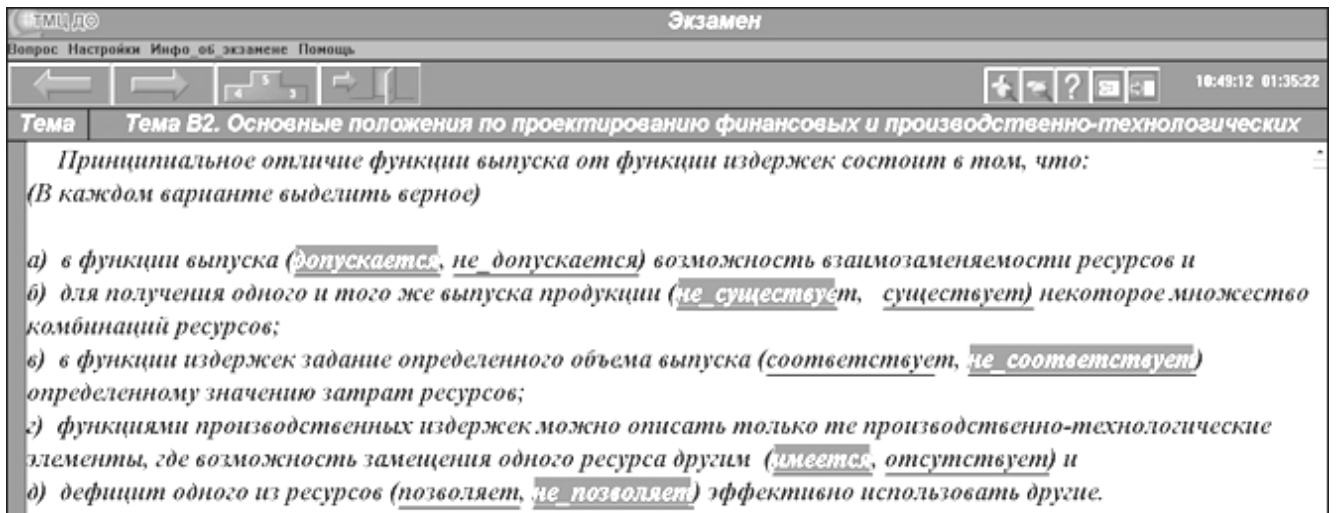 ТМЦ ДО
Экзамен
Вопрос Настройки Инфо_об_экзамене Помощь
4 5 3
?
10:49:12 01:35:22
Тема
Тема В2. Основные положения по проектированию финансовых и производственно-технологических
Принципиальное отличие функции выпуска от функции издержек состоит в том, что:
(В каждом варианте выделить верное)
а) в функции выпуска (допускается, не_допускается) возможность взаимозаменяемости ресурсов и
б) для получения одного и того же выпуска продукции (не_существует, существует) некоторое множество
комбинаций ресурсов;
в) в функции издержек задание определенного объема выпуска (соответствует, не_соответствует)
определенному значению затрат ресурсов;
г) функциями производственных издержек можно описать только те производственно-технологические
элементы, где возможность замещения одного ресурса другим (имеется, отсутствует) и
д) дефицит одного из ресурсов (позволяет, не_позволяет) эффективно использовать другие.